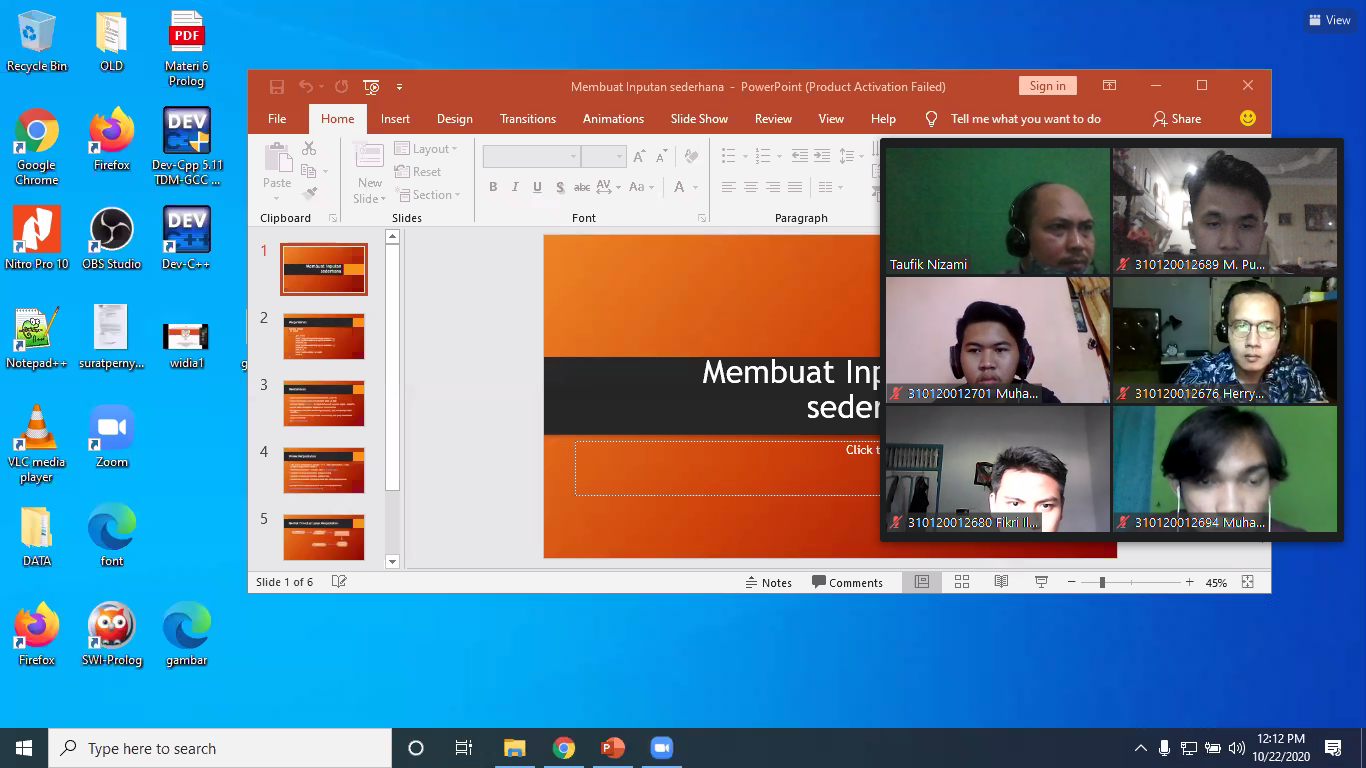 View
Recycle Bin
OLD
PDF
Materi 6
Prolog
Google
Chrome
Firefox
DEV
Dev-Cpp 5.11
TDM-GCC ...
Nitro Pro 10
OBS Studio
DEV
Dev-C++
Notepad++
suratperny...
widia1
VLC media
player
Zoom
DATA
font
Firefox
SWI-Prolog
gambar
Membuat Inputan sederhana - PowerPoint (Product Activation Failed)
Sign in
File
Home
Insert
Design
Transitions
Animations
Slide Show
Review
View
Help
Tell me what you want to do
Share
Paste
Clipboard
New
Slide
Layout
Reset
Section
Slides
B I U S abc AV Aa A
Font
Paragraph
1
Membuat Inputan
sederhana
2
3
4
5
Membuat Inp
seder
Click t
Taufik Nizami
310120012689 M. Pu...
310120012701 Muha...
310120012676 Herry...
310120012680 Fikri Il...
310120012694 Muha...
Slide 1 of 6
Notes
Comments
45%
Type here to search
12:12 PM
10/22/2020